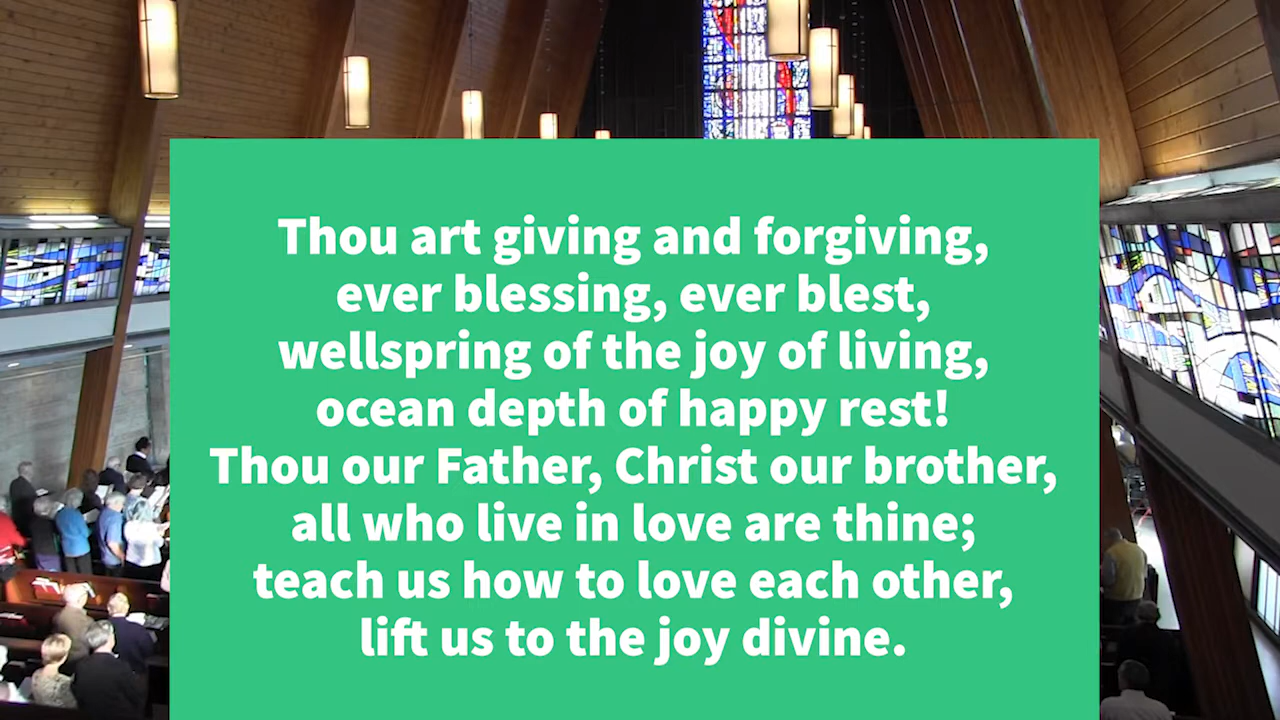 Thou art giving and forgiving,
ever blessing, ever blest,
wellspring of the joy of living,
ocean depth of happy rest!
Thou our Father, Christ our brother,
all who live in love are thine;
teach us how to love each other,
lift us to the joy divine.